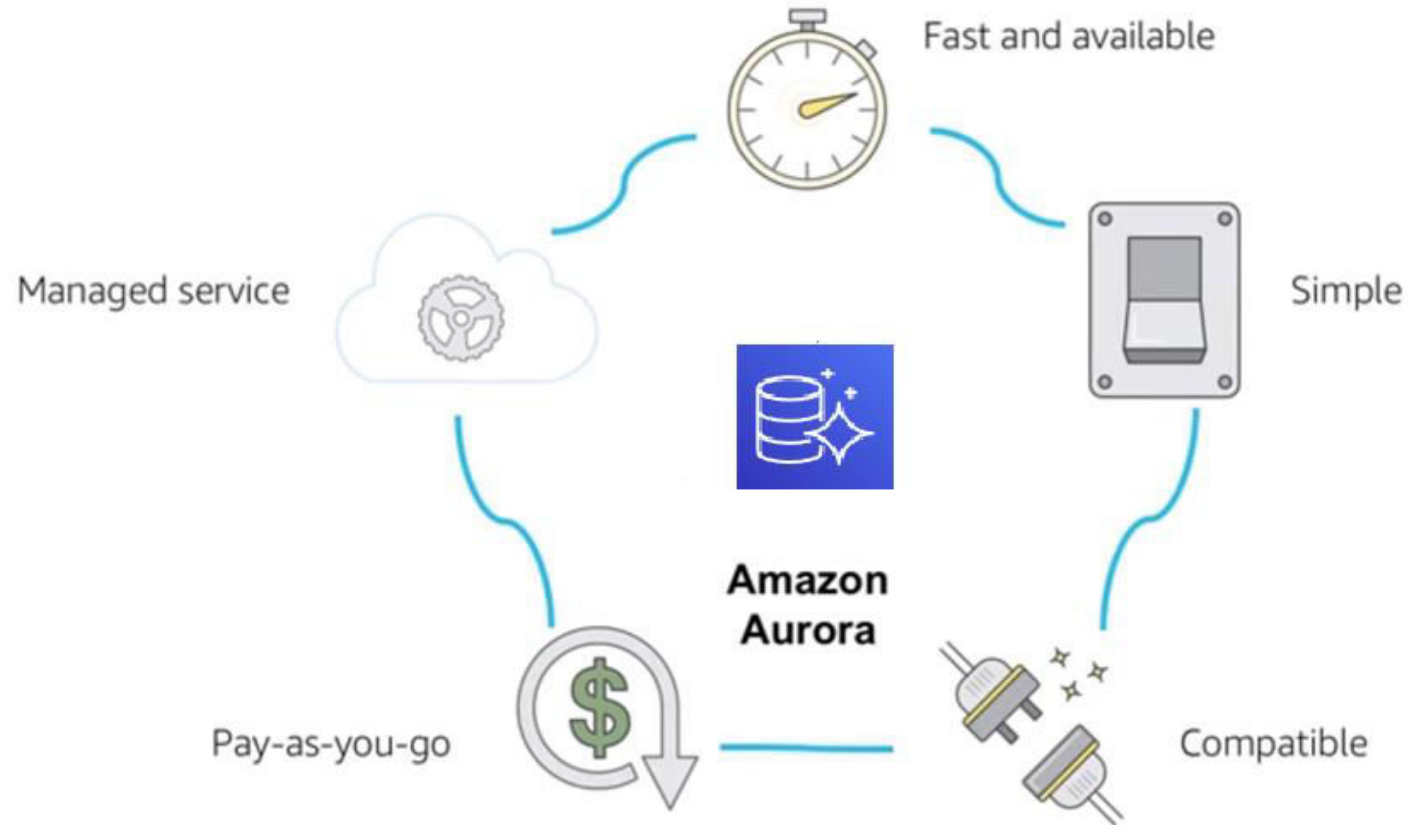 Fast and available
Managed service
Simple
Amazon
Aurora
Pay-as-you-go
$
Compatible